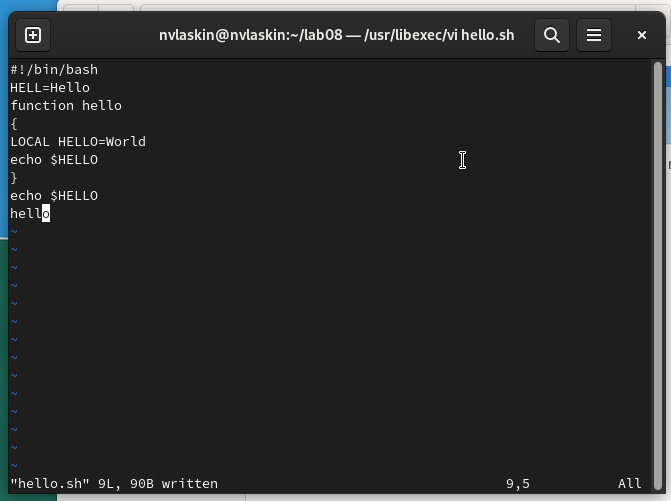 nvlaskin@nvlaskin:~/lab08 — /usr/libexec/vi hello.sh
#!/bin/bash
HELL=Hello
function hello
{
LOCAL HELLO=World
echo $HELLO
}
echo $HELLO
hello
~
~
~
~
~
~
~
~
~
~
~
~
~
~
"hello.sh" 9L, 90B written 9,5 All